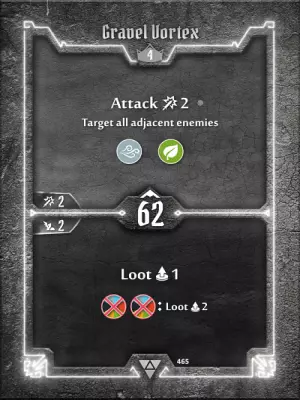 Gravel Vortex
4
Attack 2
Target all adjacent enemies
2
62
2
Loot 1
: Loot 2
465